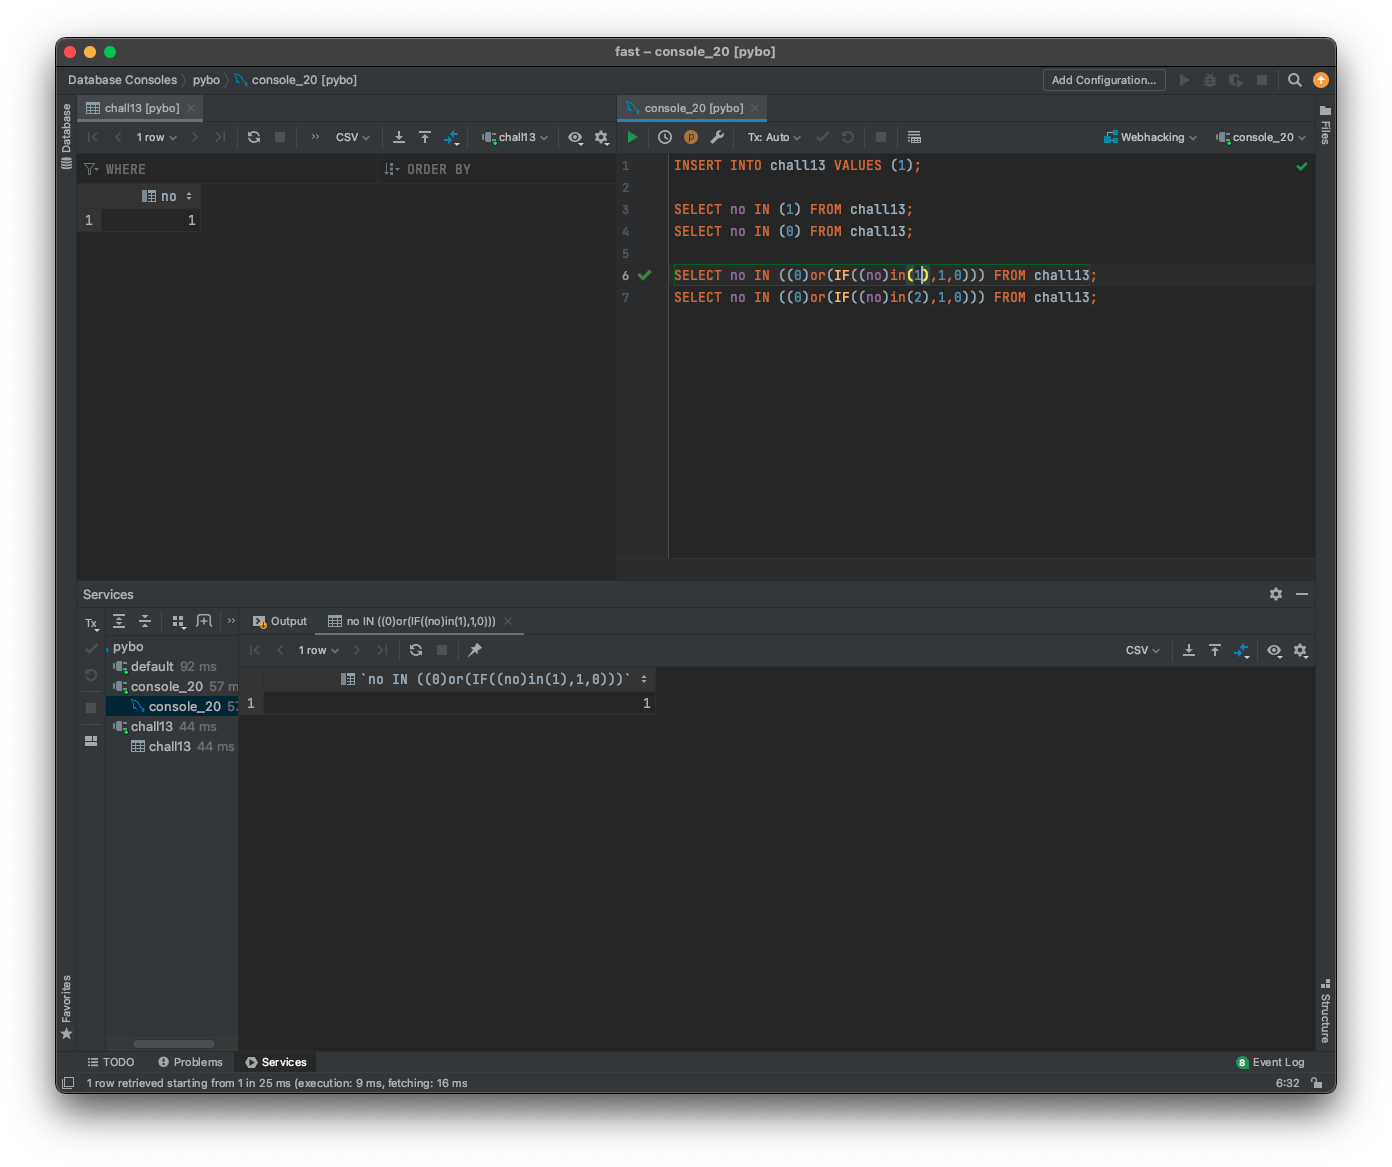 fast – console_20 [pybo]
Database Consoles pybo console_20 [pybo] Add Configuration...
Database
chall13 [pybo]
1 row CSV chall13
WHERE ORDER BY
no
1 1
console_20 [pybo]
Tx: Auto Webhacking console_20
1 INSERT INTO chall13 VALUES (1);
2
3 SELECT no IN (1) FROM chall13;
4 SELECT no IN (0) FROM chall13;
5
6 SELECT no IN ((0)or(IF((no)in(1),1,0))) FROM chall13;
7 SELECT no IN ((0)or(IF((no)in(2),1,0))) FROM chall13;
Files
Services
Tx
pybo
default 92 ms
console_20 57 m
console_20 57
chall13 44 ms
chall13 44 ms
Output no IN ((0)or(IF((no)in(1),1,0)))
1 row CSV
`no IN ((0)or(IF((no)in(1),1,0)))`
1 1
Favorites
Structure
TODO Problems Services 8 Event Log
1 row retrieved starting from 1 in 25 ms (execution: 9 ms, fetching: 16 ms 6:32